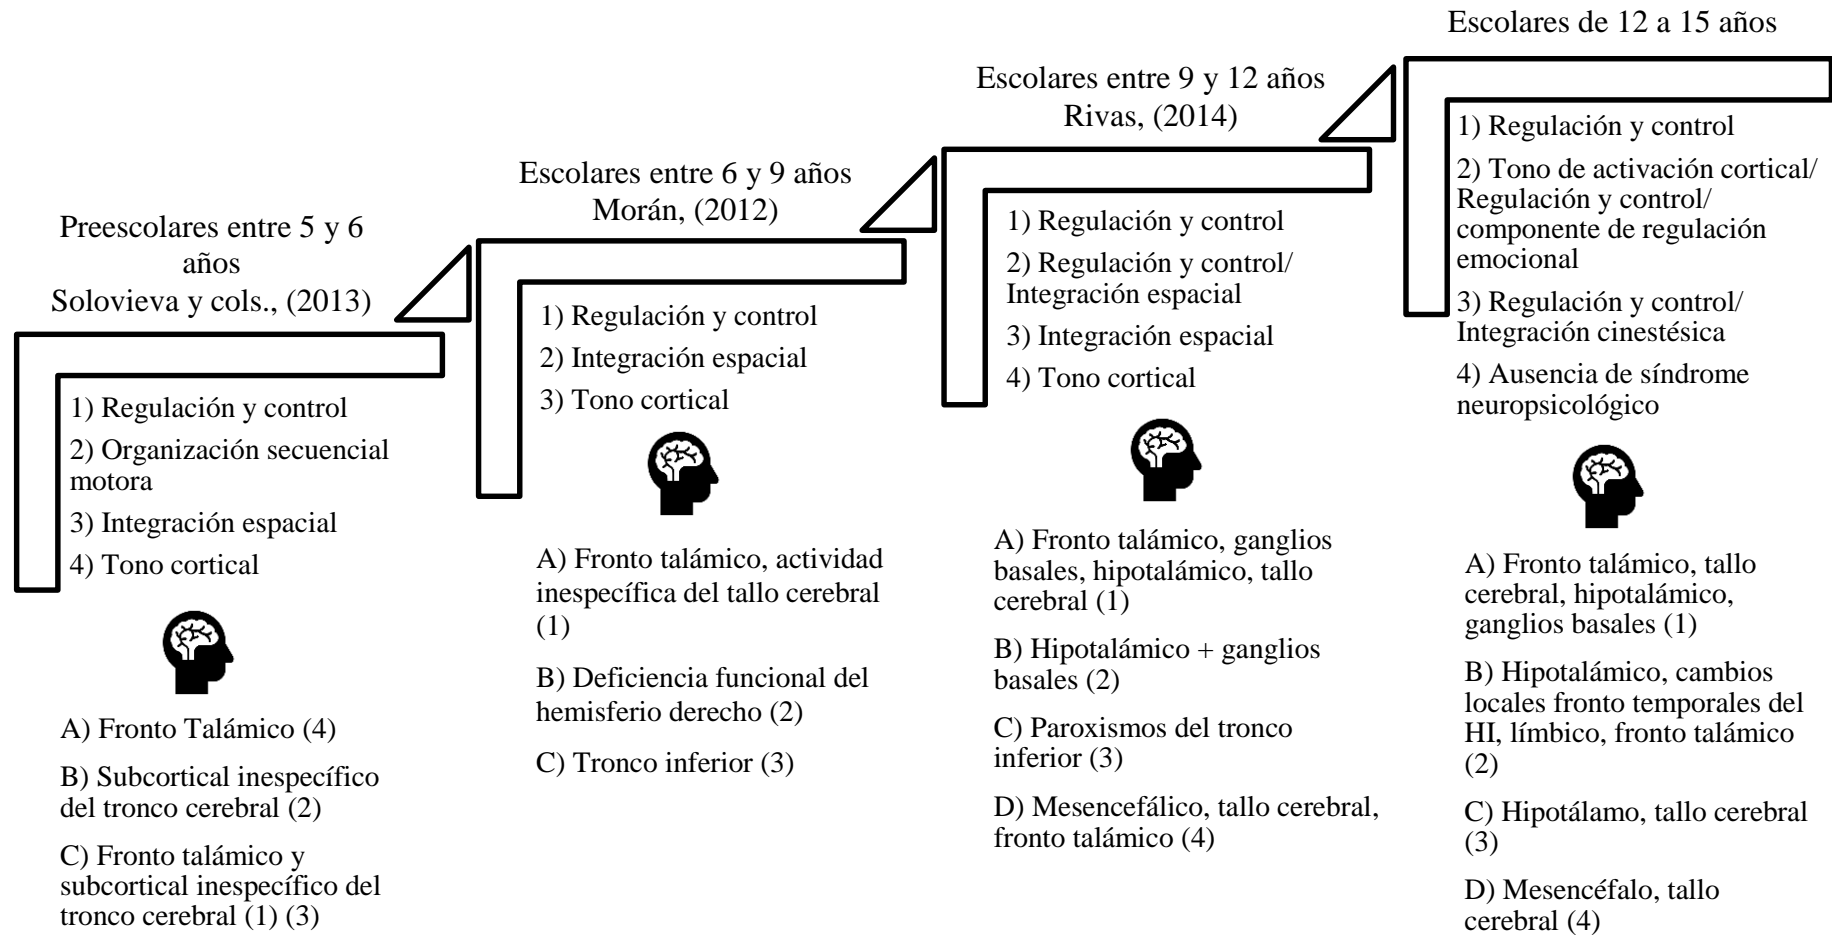 Preescolares entre 5 y 6
años
Solovieva y cols., (2013)
1) Regulación y control
2) Organización secuencial
motora
3) Integración espacial
4) Tono cortical
A) Fronto Talámico (4)
B) Subcortical inespecífico
del tronco cerebral (2)
C) Fronto talámico y
subcortical inespecífico del
tronco cerebral (1) (3)
Escolares entre 6 y 9 años
Morán, (2012)
1) Regulación y control
2) Integración espacial
3) Tono cortical
A) Fronto talámico, actividad
inespecífica del tallo cerebral
(1)
B) Deficiencia funcional del
hemisferio derecho (2)
C) Tronco inferior (3)
Escolares entre 9 y 12 años
Rivas, (2014)
1) Regulación y control
2) Regulación y control/
Integración espacial
3) Integración espacial
4) Tono cortical
A) Fronto talámico, ganglios
basales, hipotalámico, tallo
cerebral (1)
B) Hipotalámico + ganglios
basales (2)
C) Paroxismos del tronco
inferior (3)
D) Mesencefálico, tallo cerebral,
fronto talámico (4)
Escolares de 12 a 15 años
1) Regulación y control
2) Tono de activación cortical/
Regulación y control/
componente de regulación
emocional
3) Regulación y control/
Integración cinestésica
4) Ausencia de síndrome
neuropsicológico
A) Fronto talámico, tallo
cerebral, hipotalámico,
ganglios basales (1)
B) Hipotalámico, cambios
locales fronto temporales del
HI, límbico, fronto talámico
(2)
C) Hipotálamo, tallo cerebral
(3)
D) Mesencéfalo, tallo
cerebral (4)